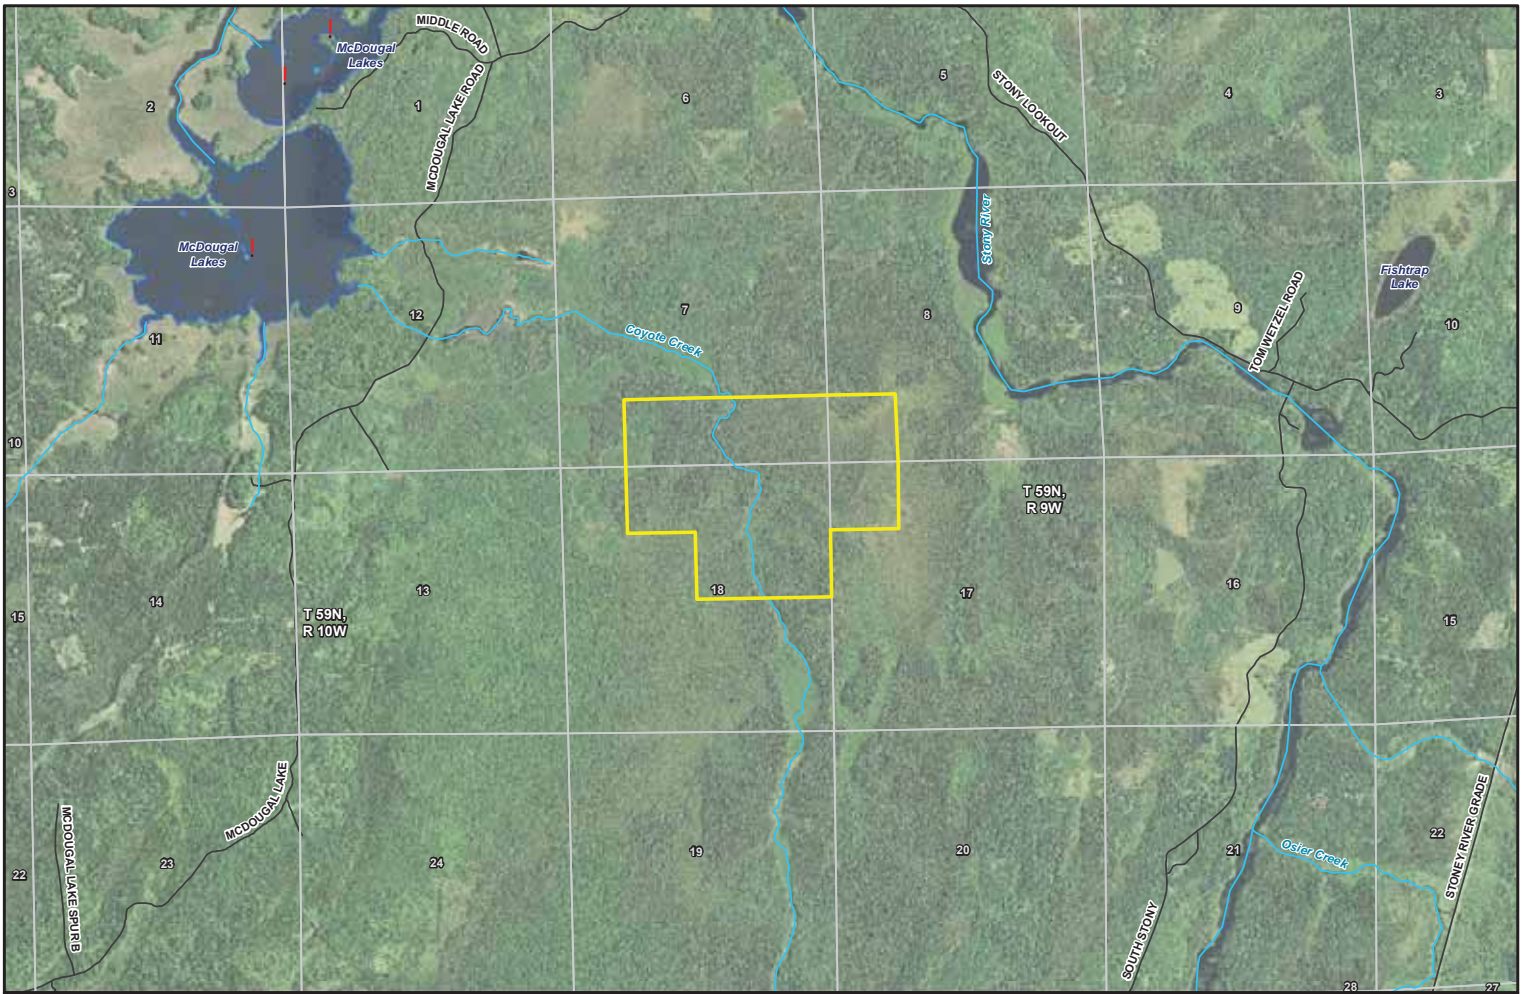 MIDDLE ROAD
McDougal
Lakes
MCDOUGAL LAKE ROAD
STONY LOOKOUT
2
1
6
5
4
3
3
McDougal
Lakes
Stony River
Fishtrap
Lake
TOM WETZEL ROAD
11
12
7
Coyote Creek
8
9
10
10
T 59N,
R 9W
15
14
T 59N,
R 10W
13
18
17
16
15
MCDOUGAL LAKE
MCDOUGAL LAKE SPUR B
22
23
24
19
20
21
22
Osier Creek
STONEY RIVER GRADE
SOUTH STONY
28
27